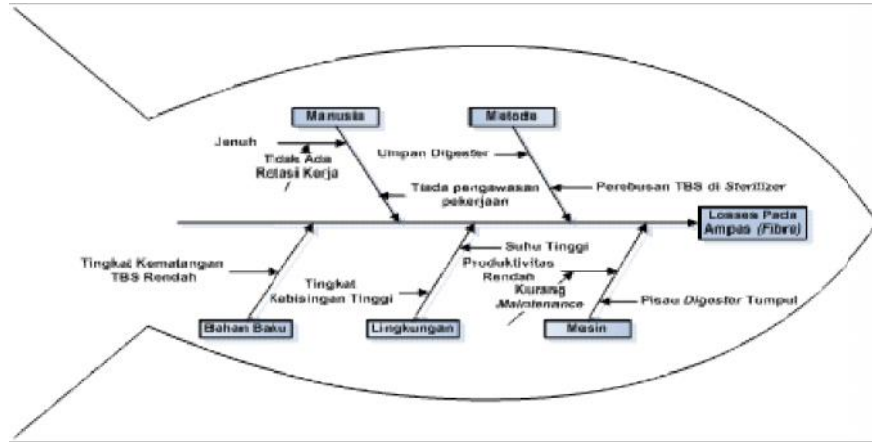 Manusia
Metode
Jenuh
Tidak Ada
Rotasi Kerja
Umpan Digester
Tiada pengawasan
pekerjaan
Perebusan TBS di Sterilizer
Losses Pada
Ampas (Fibre)
Tingkat Kematangan
TBS Rendah
Tingkat
Kebisingan Tinggi
Suhu Tinggi
Produktivitas
Rendah
Kurang
Maintenance
Pisau Digester Tumpul
Bahan Baku
Lingkungan
Mesin